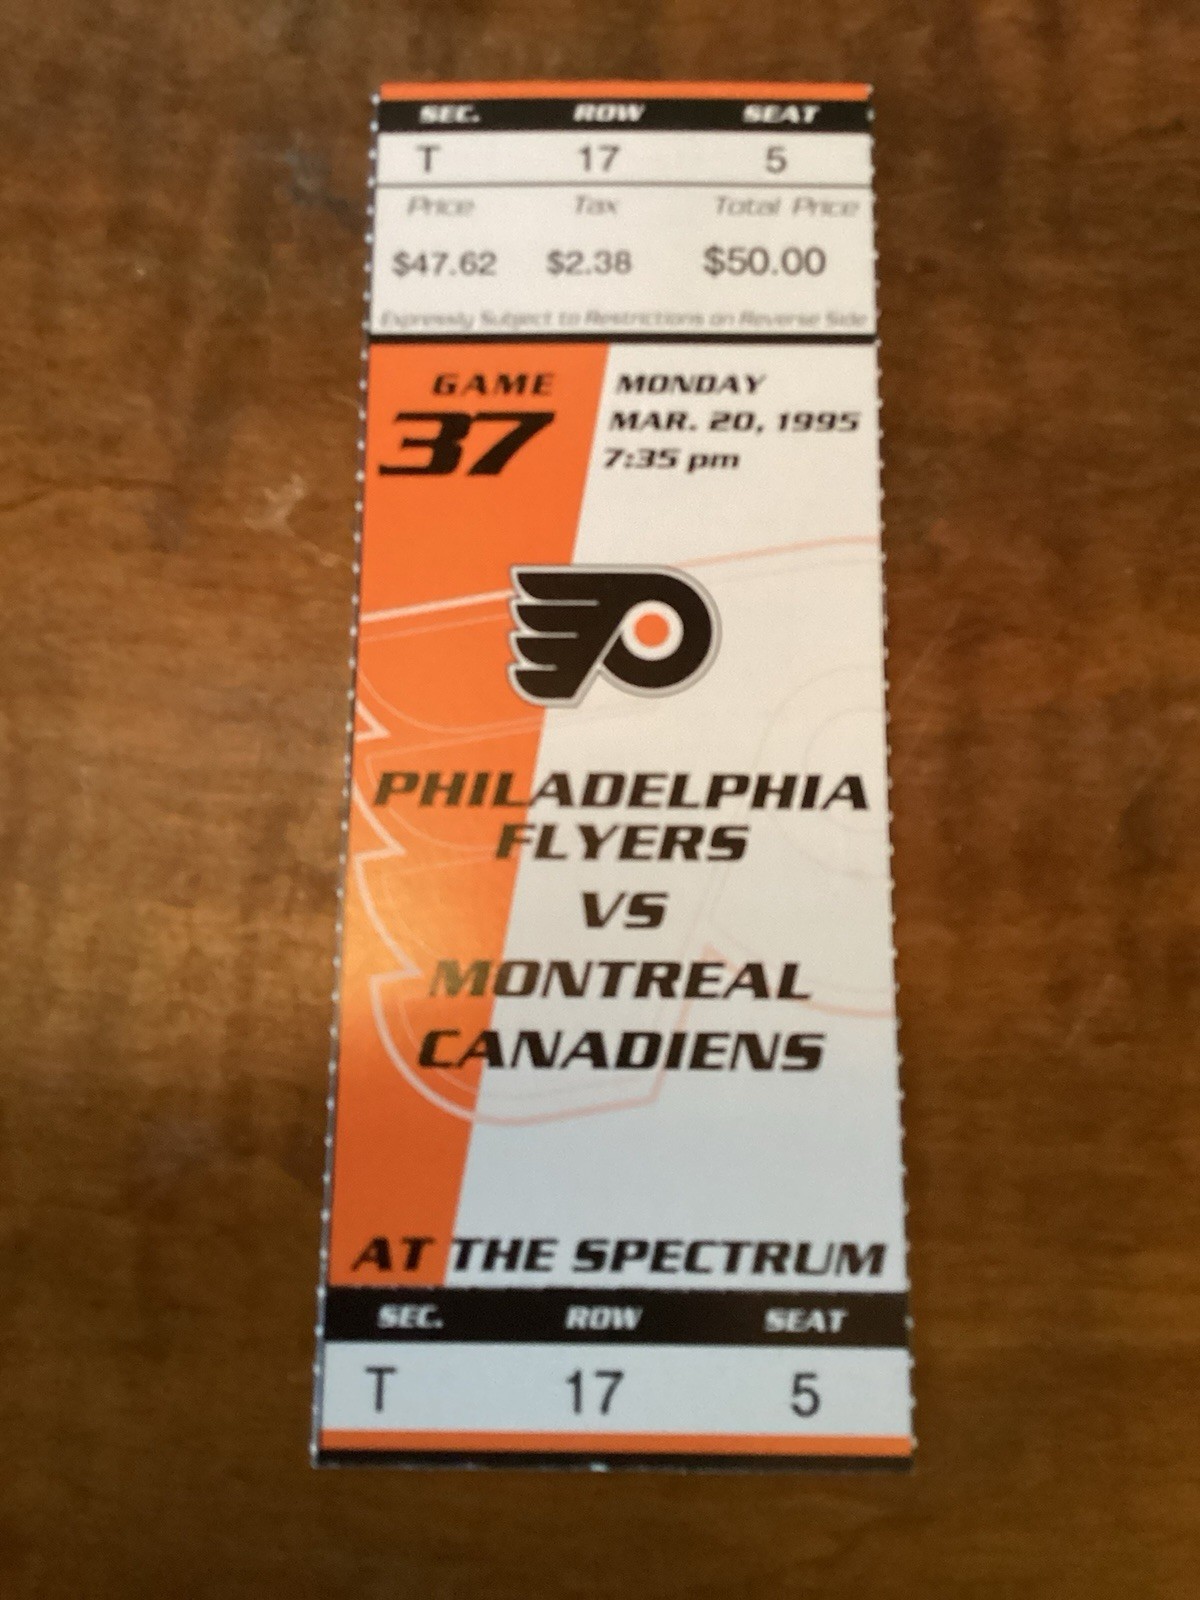 SEC. ROW SEAT
T 17 5
Price Tax Total Price
$47.62 $2.38 $50.00
Expressly Subject to Restrictions on Reverse Side
GAME
37
MONDAY
MAR. 20, 1995
7:35 pm
PHILADELPHIA
FLYERS
VS
MONTREAL
CANADIENS
AT THE SPECTRUM
SEC. ROW SEAT
T 17 5